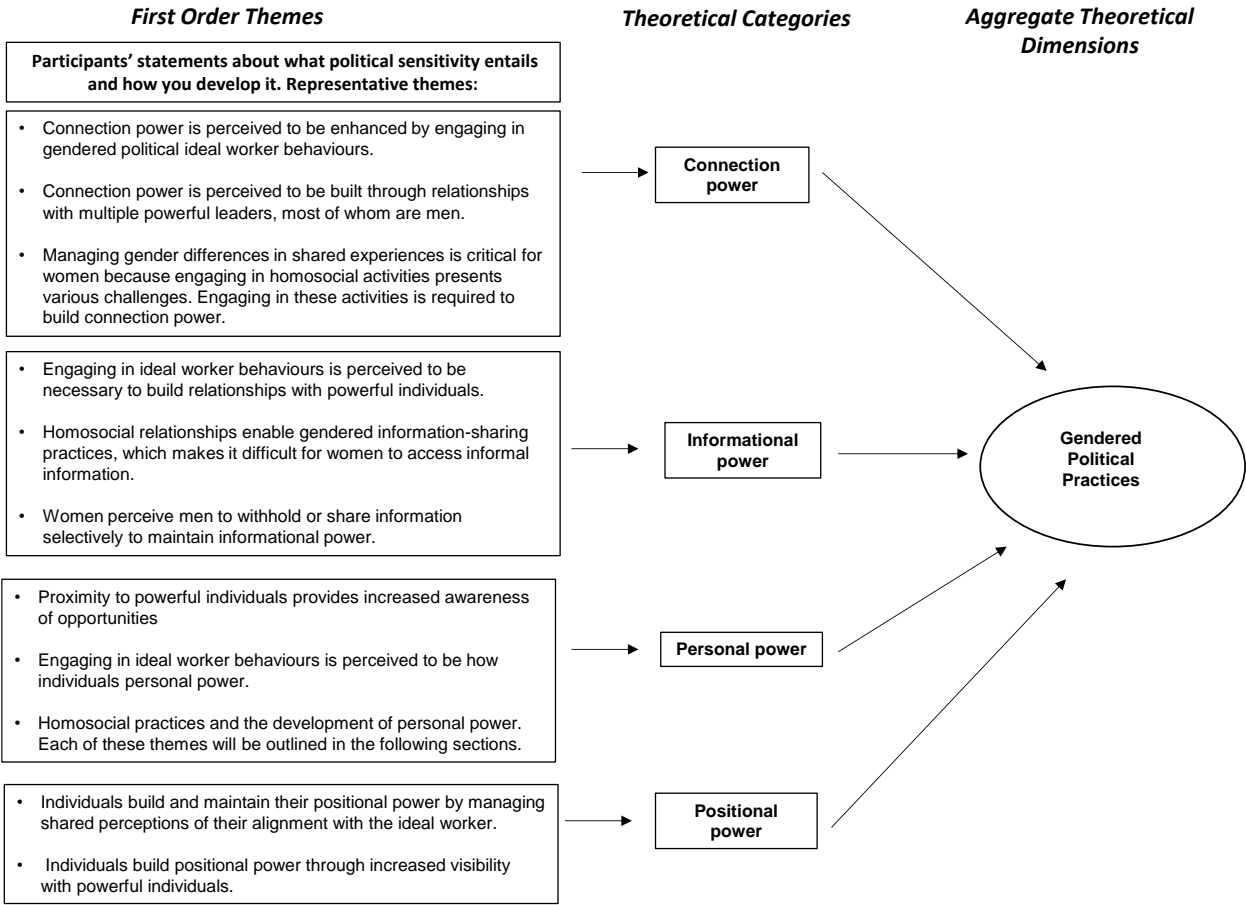 First Order Themes
Theoretical Categories
Aggregate Theoretical
Dimensions
Participants' statements about what political sensitivity entails
and how you develop it. Representative themes:
• Connection power is perceived to be enhanced by engaging in
gendered political ideal worker behaviours.
• Connection power is perceived to be built through relationships
with multiple powerful leaders, most of whom are men.
• Managing gender differences in shared experiences is critical for
women because engaging in homosocial activities presents
various challenges. Engaging in these activities is required to
build connection power.
Connection
power
• Engaging in ideal worker behaviours is perceived to be
necessary to build relationships with powerful individuals.
• Homosocial relationships enable gendered information-sharing
practices, which makes it difficult for women to access informal
information.
• Women perceive men to withhold or share information
selectively to maintain informational power.
Informational
power
Gendered
Political
Practices
• Proximity to powerful individuals provides increased awareness
of opportunities
• Engaging in ideal worker behaviours is perceived to be how
individuals personal power.
• Homosocial practices and the development of personal power.
Each of these themes will be outlined in the following sections.
Personal power
• Individuals build and maintain their positional power by managing
shared perceptions of their alignment with the ideal worker.
• Individuals build positional power through increased visibility
with powerful individuals.
Positional
power